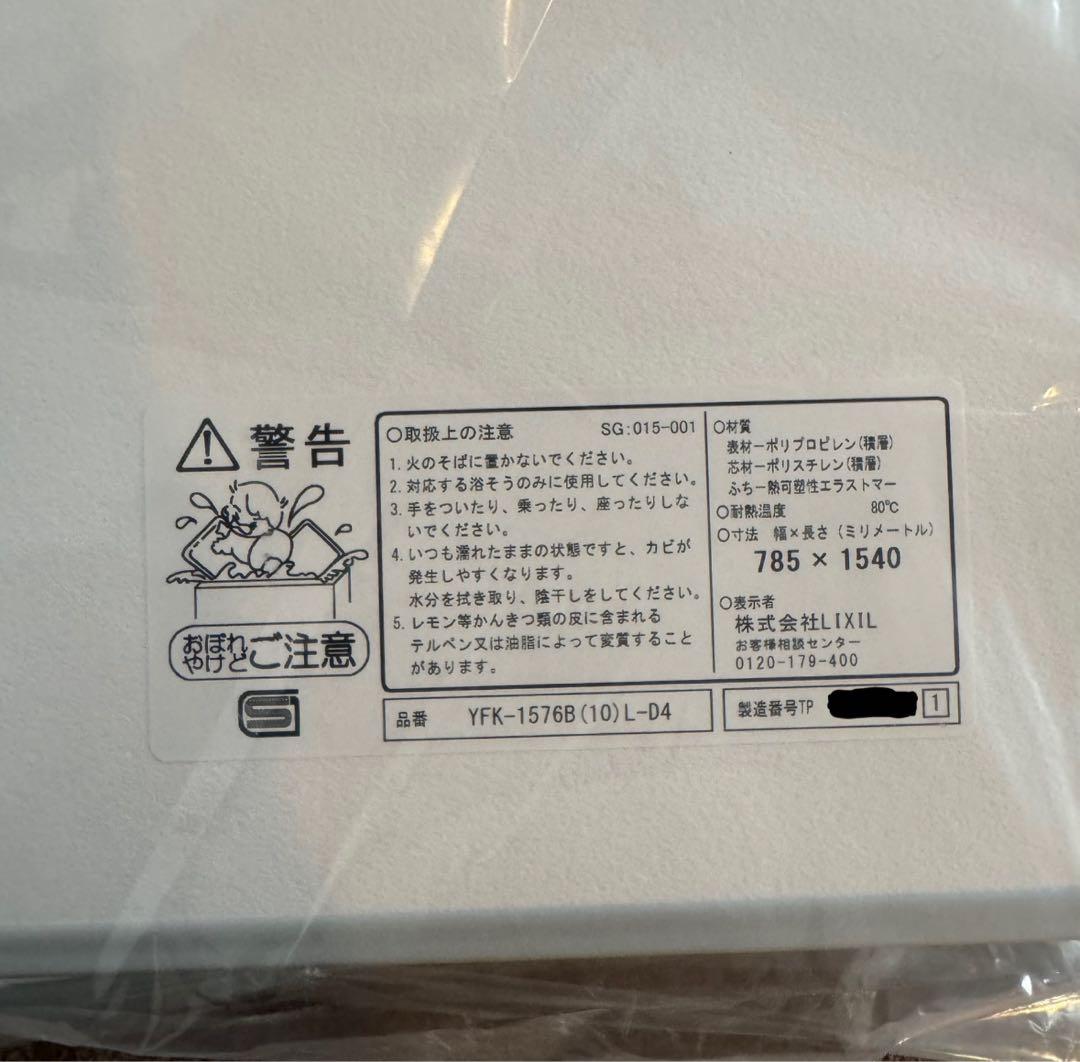 警告
おぼれ
やけど
ご注意
○取扱上の注意 SG:015-001
1. 火のそばに置かないでください。
2. 対応する浴そうのみに使用してください。
3. 手をついたり、乗ったり、座ったりしな
いでください。
4. いつも濡れたままの状態ですと、カビが
発生しやすくなります。
水分を拭き取り、陰干しをしてください。
5. レモン等かんきつ類の皮に含まれる
テルペン又は油脂によって変質すること
があります。
○材質
表材ーポリプロピレン(積層)
芯材ーポリスチレン(積層)
ふちー熱可塑性エラストマー
○耐熱温度 80℃
○寸法 幅×長さ(ミリメートル)
785 × 1540
○表示者
株式会社LIXIL
お客様相談センター
0120-179-400
品番 YFK-1576B(10)L-D4
製造番号TP 1